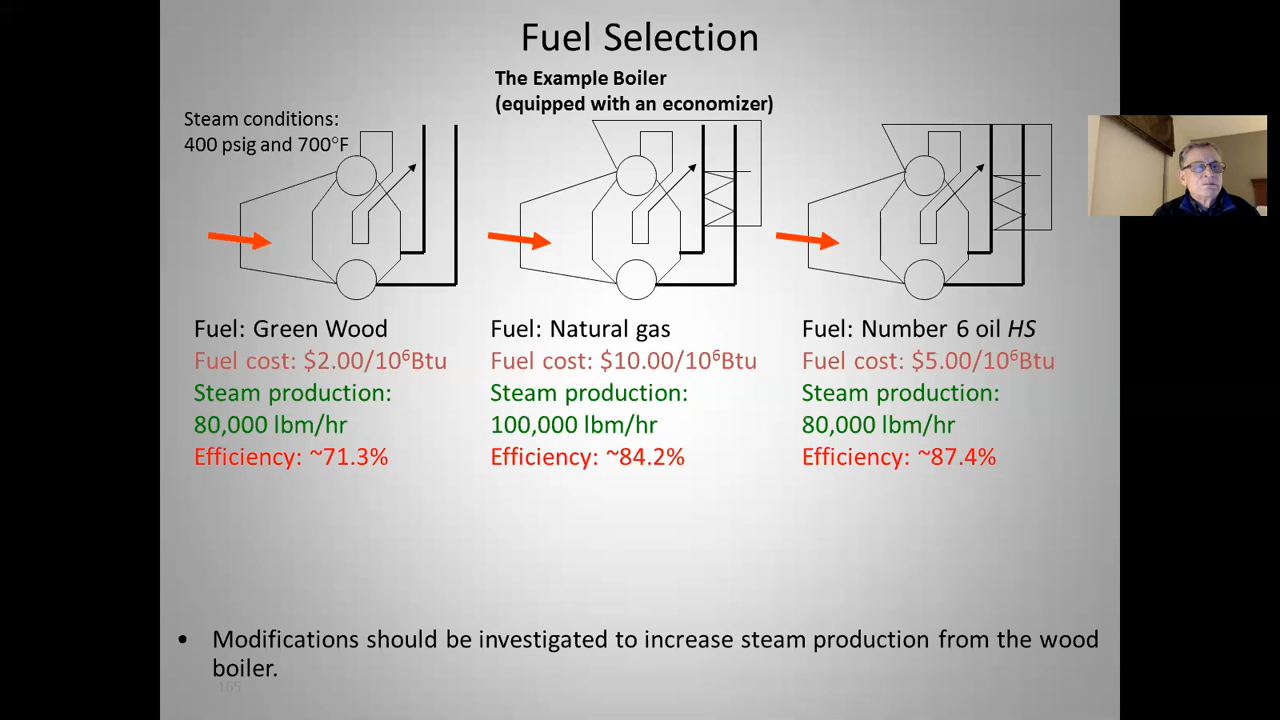 Fuel Selection
The Example Boiler
(equipped with an economizer)
Steam conditions:
400 psig and 700°F
Fuel: Green Wood
Fuel cost: $2.00/10⁶Btu
Steam production:
80,000 lbm/hr
Efficiency: ~71.3%
Fuel: Natural gas
Fuel cost: $10.00/10⁶Btu
Steam production:
100,000 lbm/hr
Efficiency: ~84.2%
Fuel: Number 6 oil HS
Fuel cost: $5.00/10⁶Btu
Steam production:
80,000 lbm/hr
Efficiency: ~87.4%
• Modifications should be investigated to increase steam production from the wood
boiler.
165